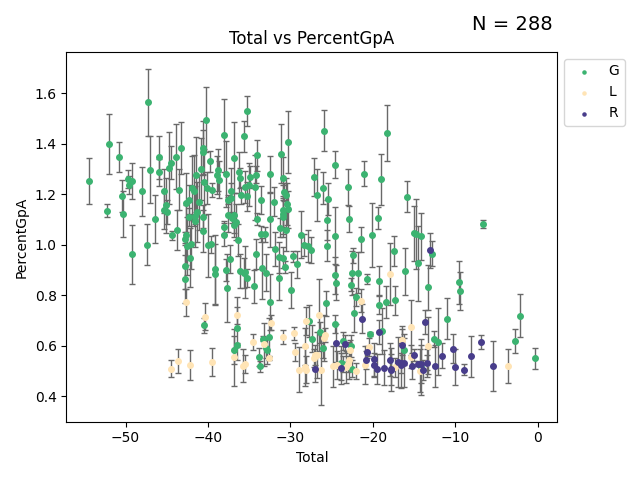 N = 288
Total vs PercentGpA
G
L
R
PercentGpA
1.6
1.4
1.2
1.0
0.8
0.6
0.4
−50
−40
−30
−20
−10
0
Total